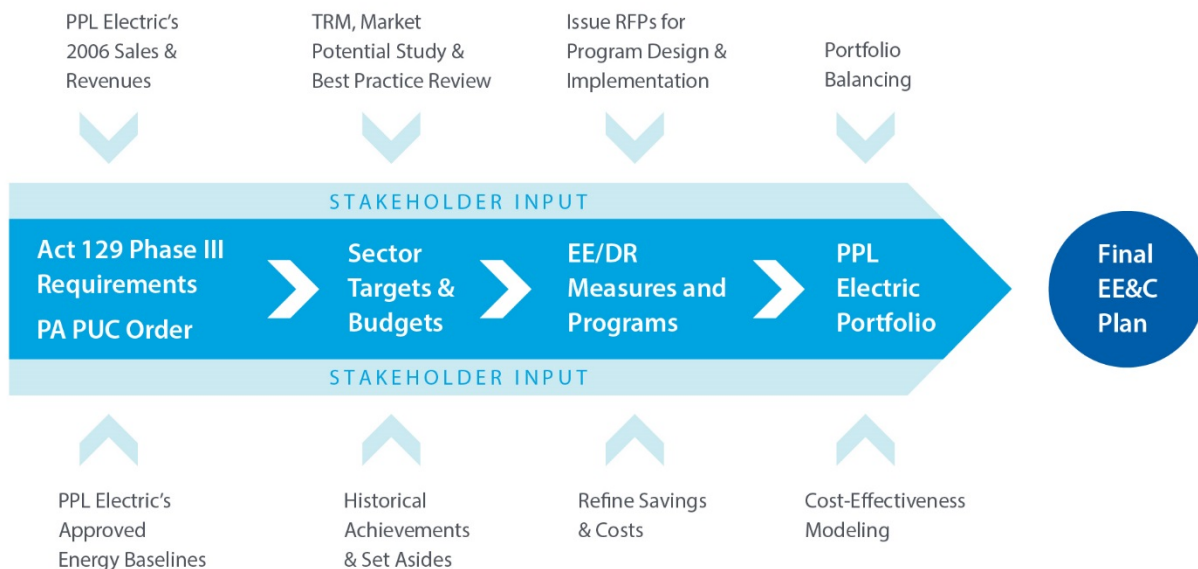 PPL Electric's
2006 Sales &
Revenues
TRM, Market
Potential Study &
Best Practice Review
Issue RFPs for
Program Design &
Implementation
Portfolio
Balancing
STAKEHOLDER INPUT
Act 129 Phase III
Requirements
PA PUC Order
Sector
Targets &
Budgets
EE/DR
Measures and
Programs
PPL
Electric
Portfolio
Final
EE&C
Plan
STAKEHOLDER INPUT
PPL Electric's
Approved
Energy Baselines
Historical
Achievements
& Set Asides
Refine Savings
& Costs
Cost-Effectiveness
Modeling